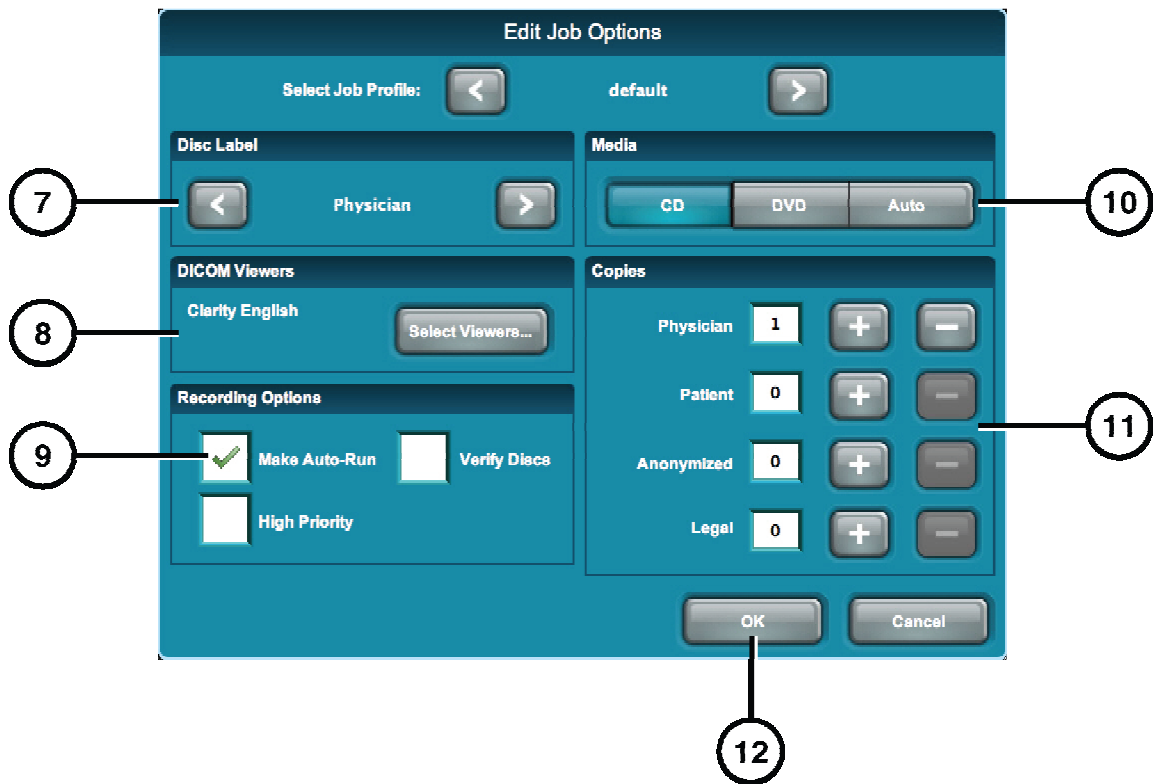 Edit Job Options
Select Job Profile: < default >
Disc Label
7
< Physician >
Media
CD DVD Auto
10
DICOM Viewers
8
Clarity English
Select Viewers...
Recording Options
9
Make Auto-Run
Verify Discs
High Priority
Copies
Physician 1 + −
Patient 0 + −
Anonymized 0 + −
Legal 0 + −
11
OK Cancel
12